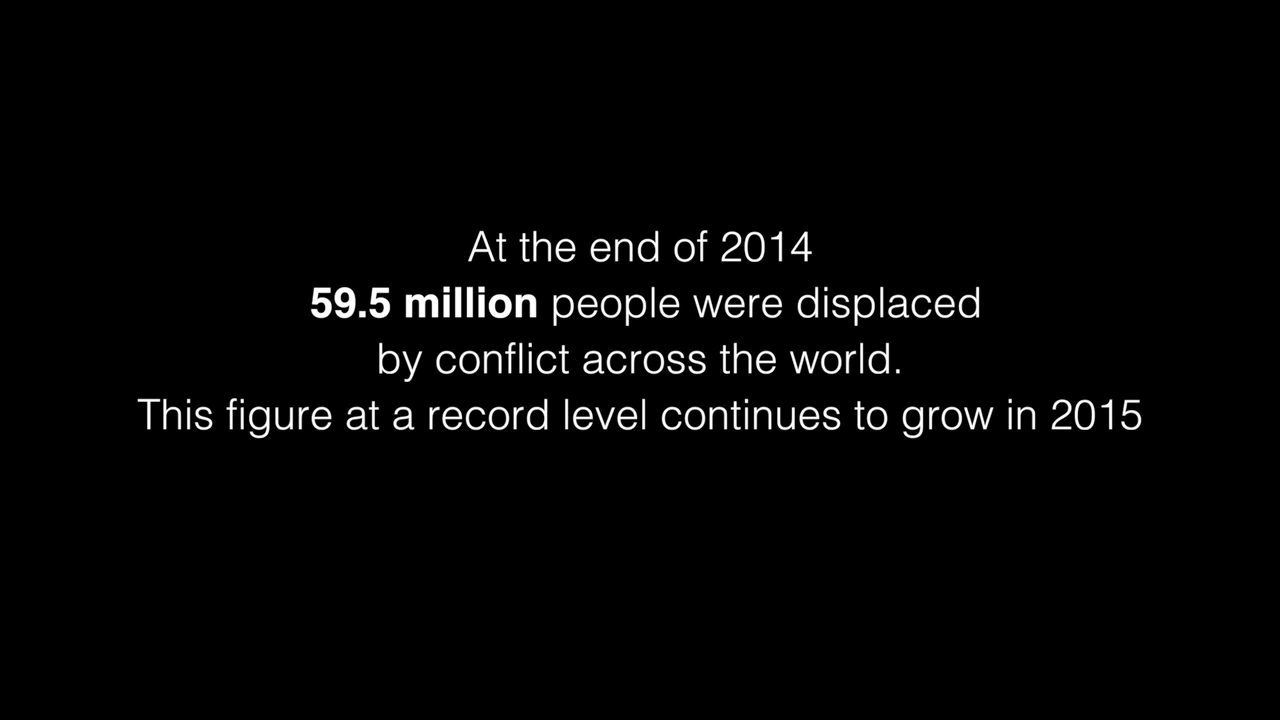 At the end of 2014
59.5 million people were displaced
by conflict across the world.
This figure at a record level continues to grow in 2015